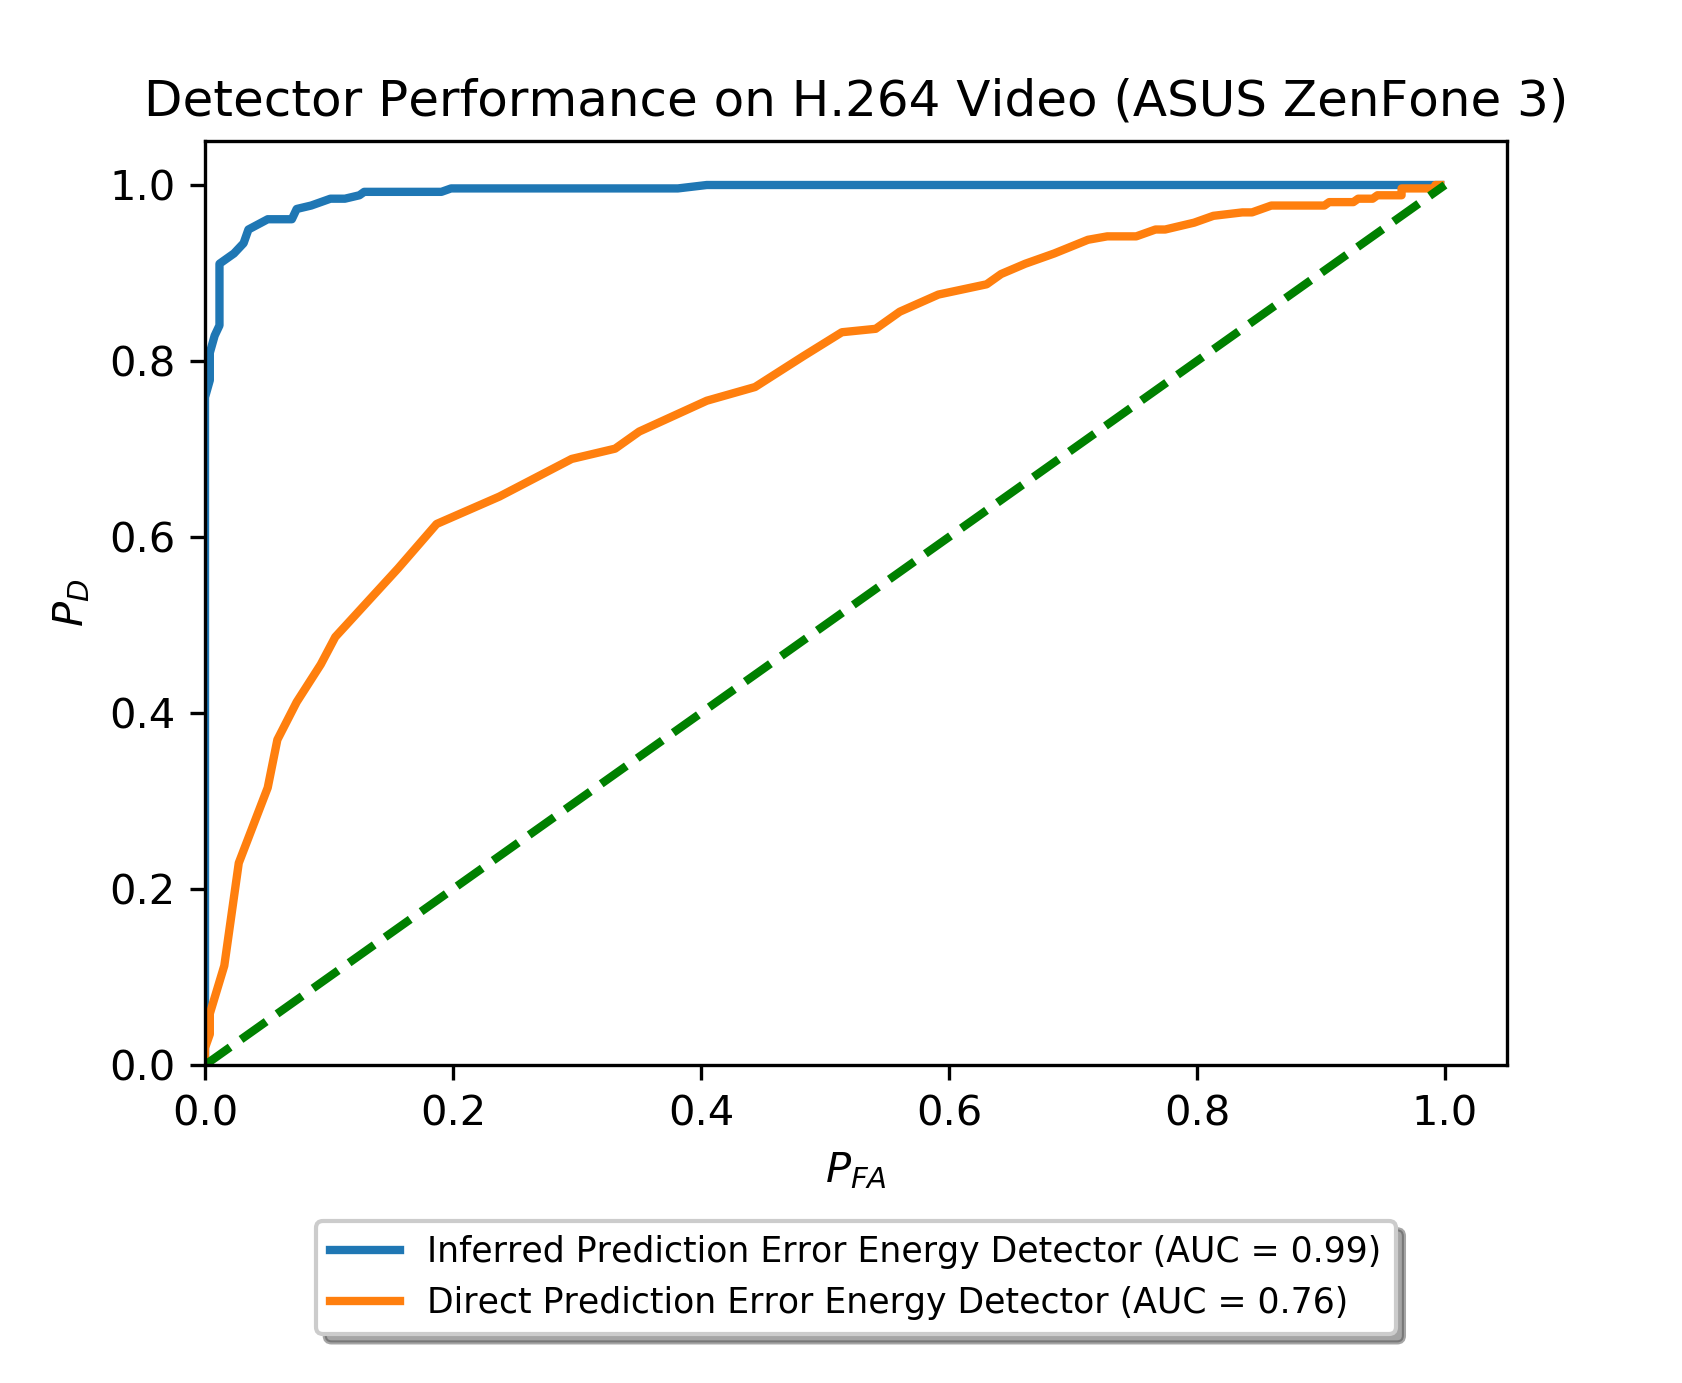 Detector Performance on H.264 Video (ASUS ZenFone 3)
1.0
0.8
0.6
0.4
0.2
0.0
P_D
0.0 0.2 0.4 0.6 0.8 1.0
P_FA
Inferred Prediction Error Energy Detector (AUC = 0.99)
Direct Prediction Error Energy Detector (AUC = 0.76)